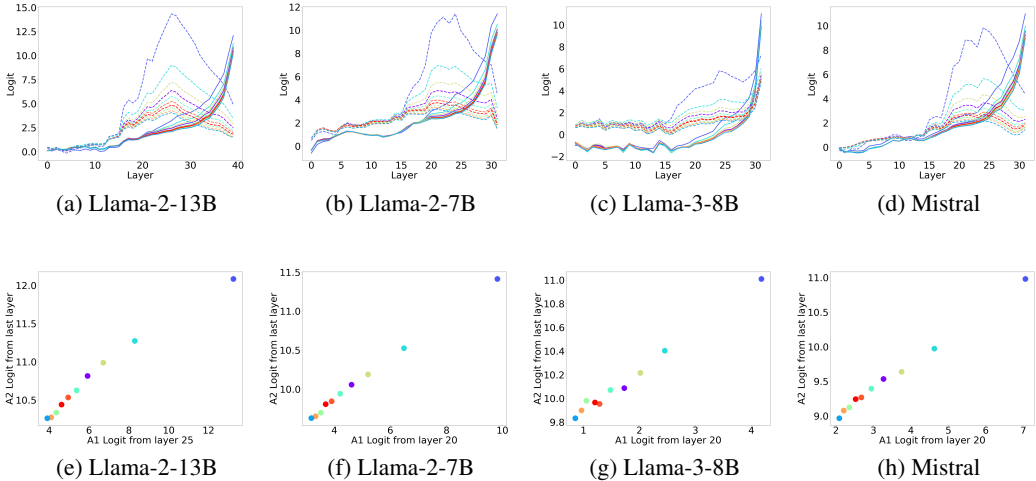 15.0
12.5
10.0
7.5
5.0
2.5
0.0
Logit
0 10 20 30 40
Layer
(a) Llama-2-13B
12
10
8
6
4
2
0
Logit
0 5 10 15 20 25 30
Layer
(b) Llama-2-7B
12
10
8
6
4
2
0
−2
Logit
0 5 10 15 20 25 30
Layer
(c) Llama-3-8B
10
8
6
4
2
0
Logit
0 5 10 15 20 25 30
Layer
(d) Mistral
12.0
11.5
11.0
10.5
A2 Logit from last layer
4 6 8 10 12
A1 Logit from layer 25
(e) Llama-2-13B
11.5
11.0
10.5
10.0
A2 Logit from last layer
4 6 8 10
A1 Logit from layer 20
(f) Llama-2-7B
11.0
10.8
10.6
10.4
10.2
10.0
9.8
A2 Logit from last layer
1 2 3 4
A1 Logit from layer 20
(g) Llama-3-8B
11.0
10.5
10.0
9.5
9.0
A2 Logit from last layer
2 3 4 5 6 7
A1 Logit from layer 20
(h) Mistral